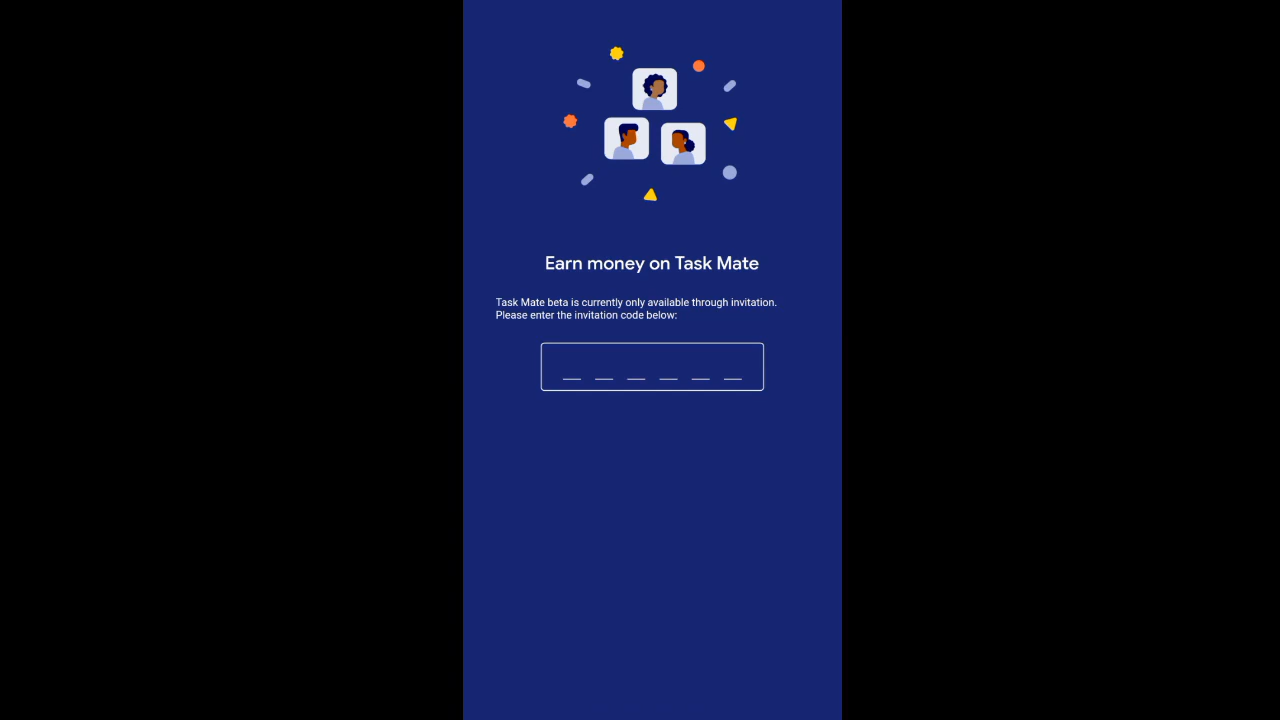 Earn money on Task Mate
Task Mate beta is currently only available through invitation.
Please enter the invitation code below: